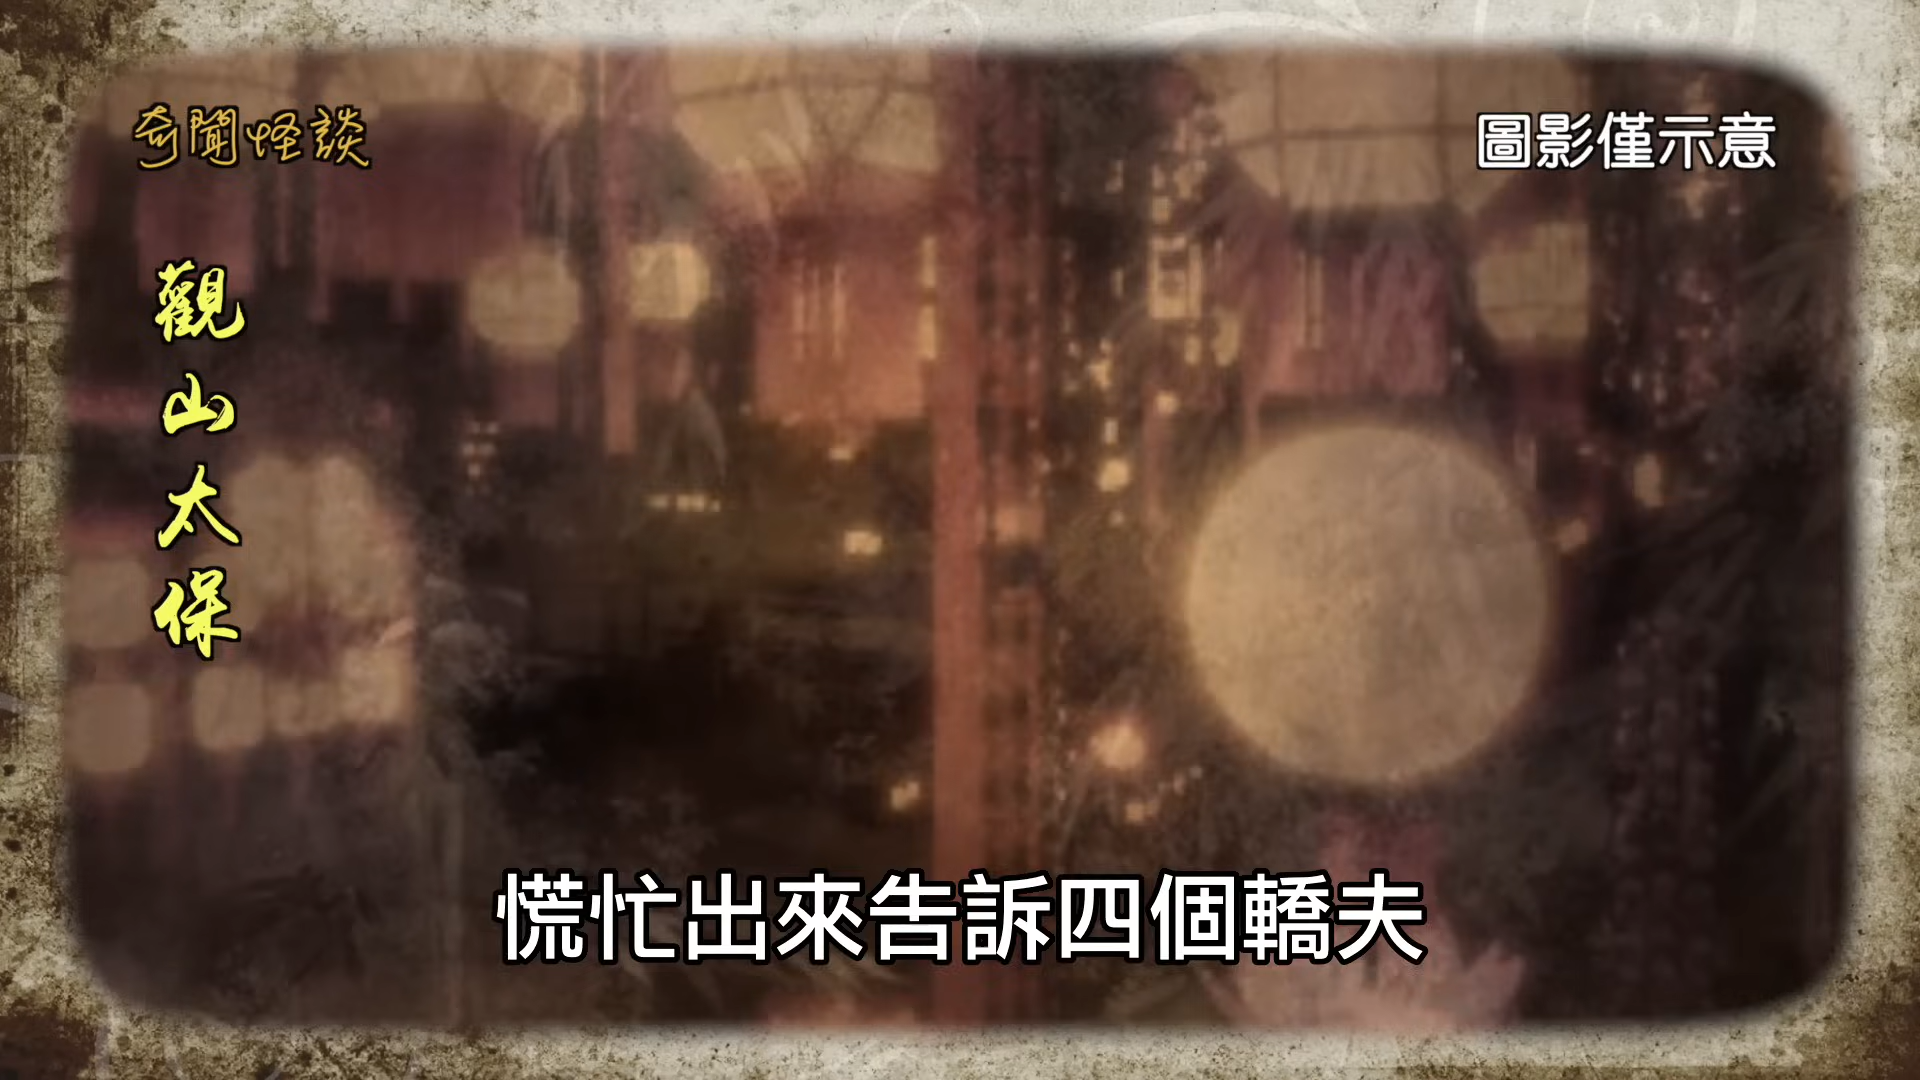 奇聞怪談
圖影僅示意
觀山太保
慌忙出來告訴四個轎夫